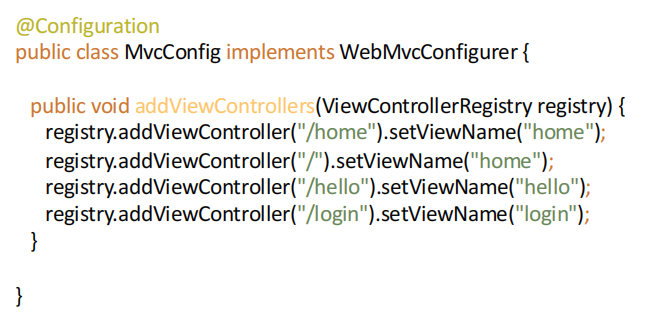 @Configuration
public class MvcConfig implements WebMvcConfigurer {
public void addViewControllers(ViewControllerRegistry registry) {
registry.addViewController("/home").setViewName("home");
registry.addViewController("/").setViewName("home");
registry.addViewController("/hello").setViewName("hello");
registry.addViewController("/login").setViewName("login");
}
}